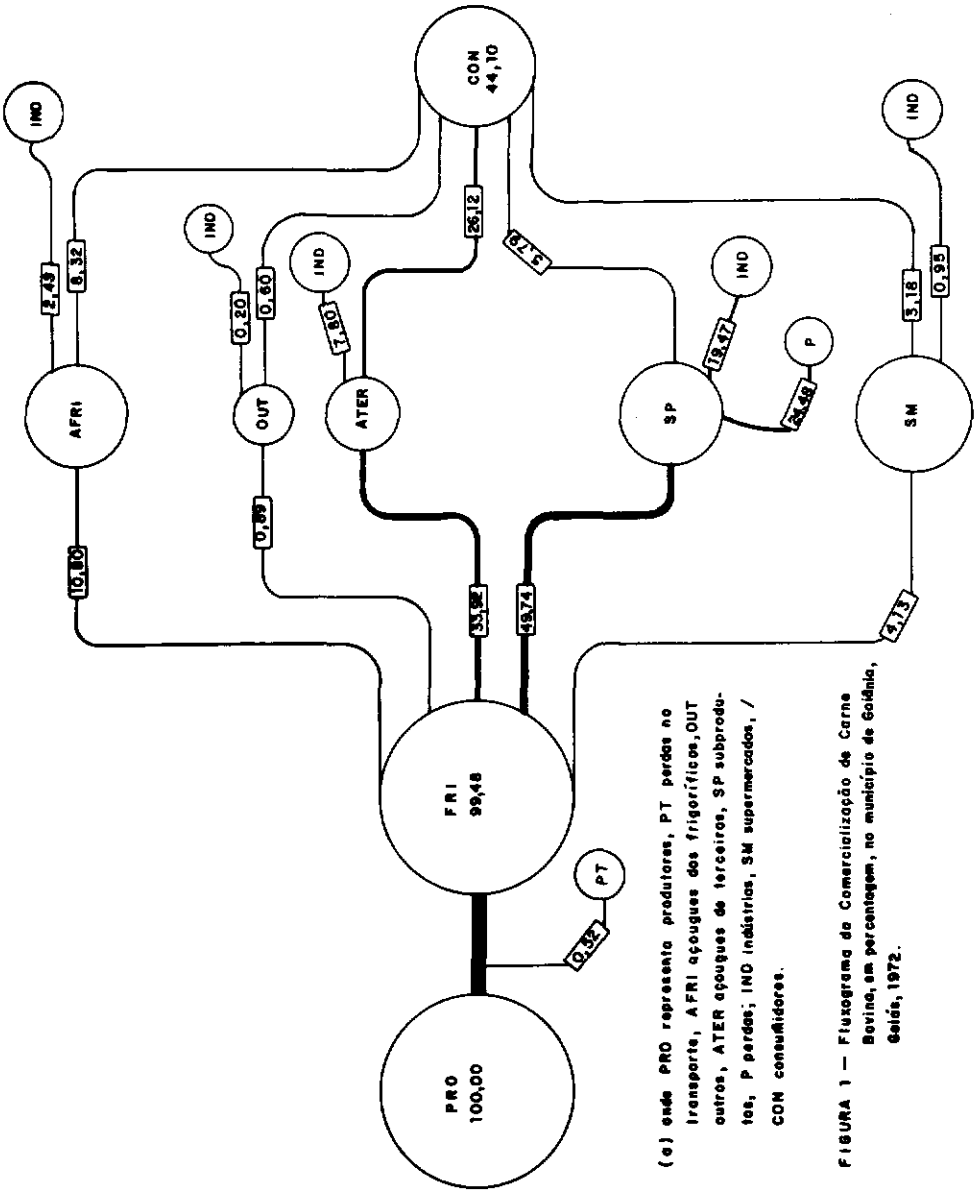 PRO
100,00
0,52
PT
FRI
99,48
10,80
0,89
33,92
49,74
4,13
AFRI
OUT
ATER
SP
SM
2,49
8,32
0,20
0,60
7,80
26,12
5,79
19,47
24,48
3,18
0,95
IND
IND
IND
IND
P
IND
CON
44,10
(a) onde PRO representa produtores, PT perdas no
transporte, AFRI açougues dos frigoríficos, OUT
outros, ATER açougues de terceiros, SP subprodu-
tos, P perdas; IND indústrias, SM supermercados, /
CON consumidores.
FIGURA 1 — Fluxograma da Comercialização de Carne
Bovina, em percentagem, no município de Goiânia,
Goiás, 1972.